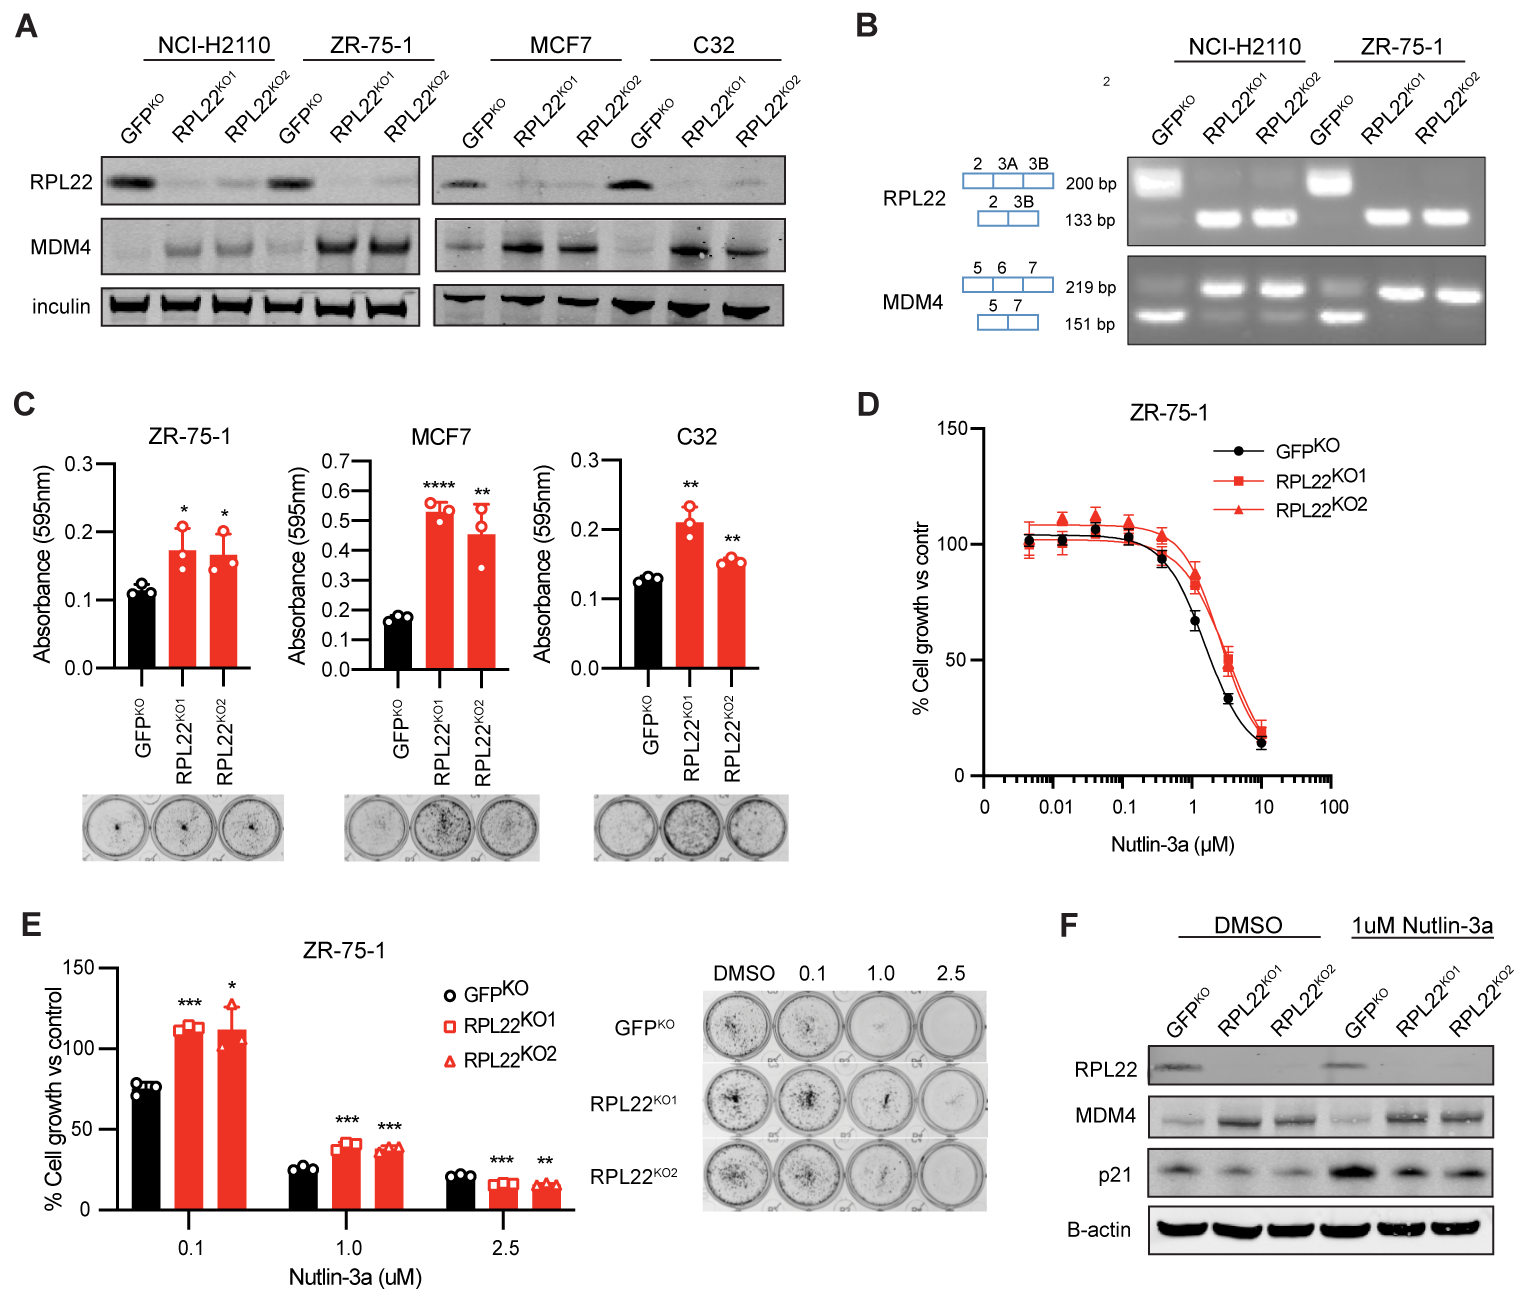 A
NCI-H2110 ZR-75-1 MCF7 C32
GFPKO RPL22KO1 RPL22KO2 GFPKO RPL22KO1 RPL22KO2 GFPKO RPL22KO1 RPL22KO2 GFPKO RPL22KO1 RPL22KO2
RPL22
MDM4
inculin
B
NCI-H2110 ZR-75-1
2
GFPKO RPL22KO1 RPL22KO2 GFPKO RPL22KO1 RPL22KO2
RPL22
2 3A 3B 200 bp
2 3B 133 bp
MDM4
5 6 7 219 bp
5 7 151 bp
C
ZR-75-1
Absorbance (595nm)
0.3
0.2
0.1
0.0
* *
GFPKO RPL22KO1 RPL22KO2
MCF7
Absorbance (595nm)
0.7
0.6
0.5
0.4
0.3
0.2
0.1
0.0
**** **
GFPKO RPL22KO1 RPL22KO2
C32
Absorbance (595nm)
0.3
0.2
0.1
0.0
** **
GFPKO RPL22KO1 RPL22KO2
D
ZR-75-1
GFPKO
RPL22KO1
RPL22KO2
% Cell growth vs contr
150
100
50
0
0 0.01 0.1 1 10 100
Nutlin-3a (µM)
E
ZR-75-1
GFPKO
RPL22KO1
RPL22KO2
% Cell growth vs control
150
100
50
0
*** *
*** ***
*** **
0.1 1.0 2.5
Nutlin-3a (uM)
DMSO 0.1 1.0 2.5
GFPKO
RPL22KO1
RPL22KO2
F
DMSO 1uM Nutlin-3a
GFPKO RPL22KO1 RPL22KO2 GFPKO RPL22KO1 RPL22KO2
RPL22
MDM4
p21
B-actin